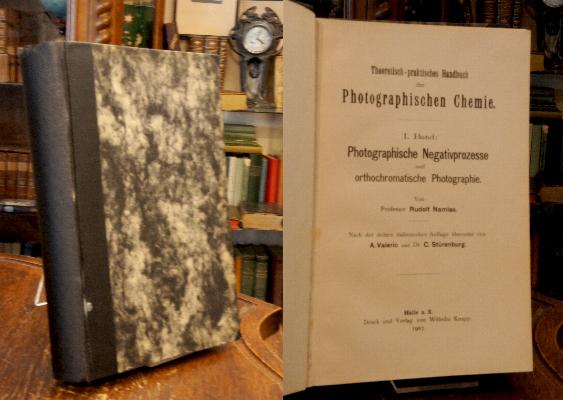 Theoretisch-praktisches Handbuch
der
Photographischen Chemie.
I. Band:
Photographische Negativprozesse
und
orthochromatische Photographie.
Von
Professor Rudolf Namias.
Nach der dritten italienischen Auflage übersetzt von
A. Valerio und Dr. C. Stürenburg.
Halle a. S.
Druck und Verlag von Wilhelm Knapp.
1907.